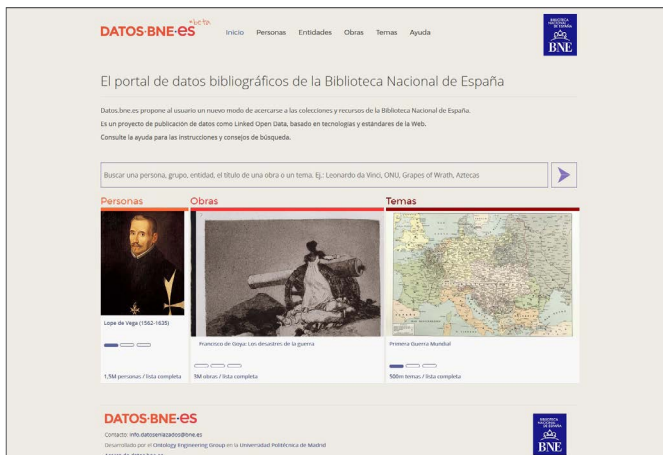 DATOS·BNE·es beta
Inicio Personas Entidades Obras Temas Ayuda
BIBLIOTECA
NACIONAL
DE ESPAÑA
BNE
El portal de datos bibliográficos de la Biblioteca Nacional de España
Datos.bne.es propone al usuario un nuevo modo de acercarse a las colecciones y recursos de la Biblioteca Nacional de España.
Es un proyecto de publicación de datos como Linked Open Data, basado en tecnologías y estándares de la Web.
Consulte la ayuda para las instrucciones y consejos de búsqueda.
Buscar una persona, grupo, entidad, el título de una obra o un tema. Ej.: Leonardo da Vinci, ONU, Grapes of Wrath, Aztecas
Personas Obras Temas
Lope de Vega (1562-1635)
Francisco de Goya: Los desastres de la guerra
Primera Guerra Mundial
1,5M personas / lista completa
3M obras / lista completa
500m temas / lista completa
DATOS·BNE·es
BIBLIOTECA
NACIONAL
DE ESPAÑA
BNE
Contacto: info.datosenlazados@bne.es
Desarrollado por el Ontology Engineering Group en la Universidad Politécnica de Madrid